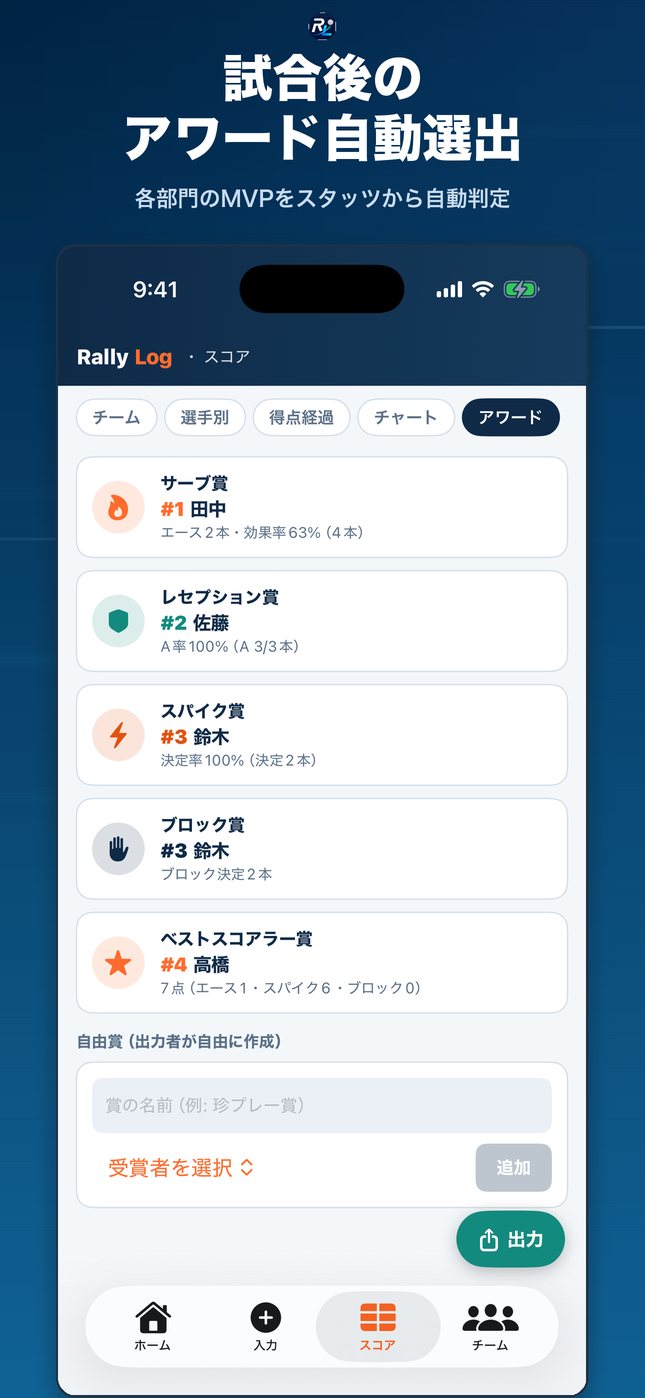 RL
試合後の
アワード自動選出
各部門のMVPをスタッツから自動判定
9:41
Rally Log ・ スコア
チーム 選手別 得点経過 チャート アワード
サーブ賞
#1 田中
エース2本・効果率63%（4本）
レセプション賞
#2 佐藤
A率100%（A 3/3本）
スパイク賞
#3 鈴木
決定率100%（決定2本）
ブロック賞
#3 鈴木
ブロック決定2本
ベストスコアラー賞
#4 高橋
7点（エース1・スパイク6・ブロック0）
自由賞（出力者が自由に作成）
賞の名前（例: 珍プレー賞）
受賞者を選択 追加
出力
ホーム 入力 スコア チーム